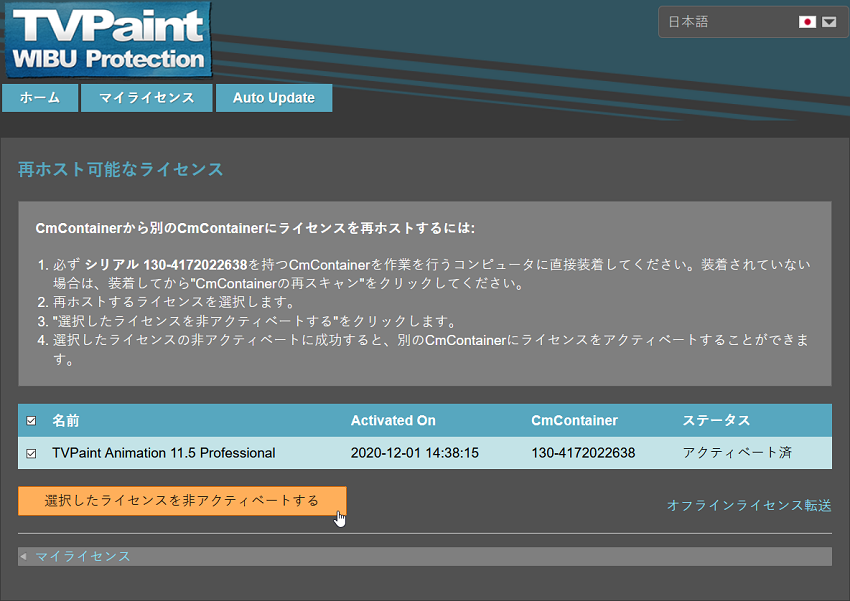 TVPaint
WIBU Protection
日本語
ホーム マイライセンス Auto Update
再ホスト可能なライセンス
CmContainerから別のCmContainerにライセンスを再ホストするには:
1. 必ず シリアル 130-4172022638を持つCmContainerを作業を行うコンピュータに直接装着してください。装着されていない
場合は、装着してから"CmContainerの再スキャン"をクリックしてください。
2. 再ホストするライセンスを選択します。
3. "選択したライセンスを非アクティベートする"をクリックします。
4. 選択したライセンスの非アクティベートに成功すると、別のCmContainerにライセンスをアクティベートすることができま
す。
名前 Activated On CmContainer ステータス
TVPaint Animation 11.5 Professional 2020-12-01 14:38:15 130-4172022638 アクティベート済
選択したライセンスを非アクティベートする
オフラインライセンス転送
マイライセンス